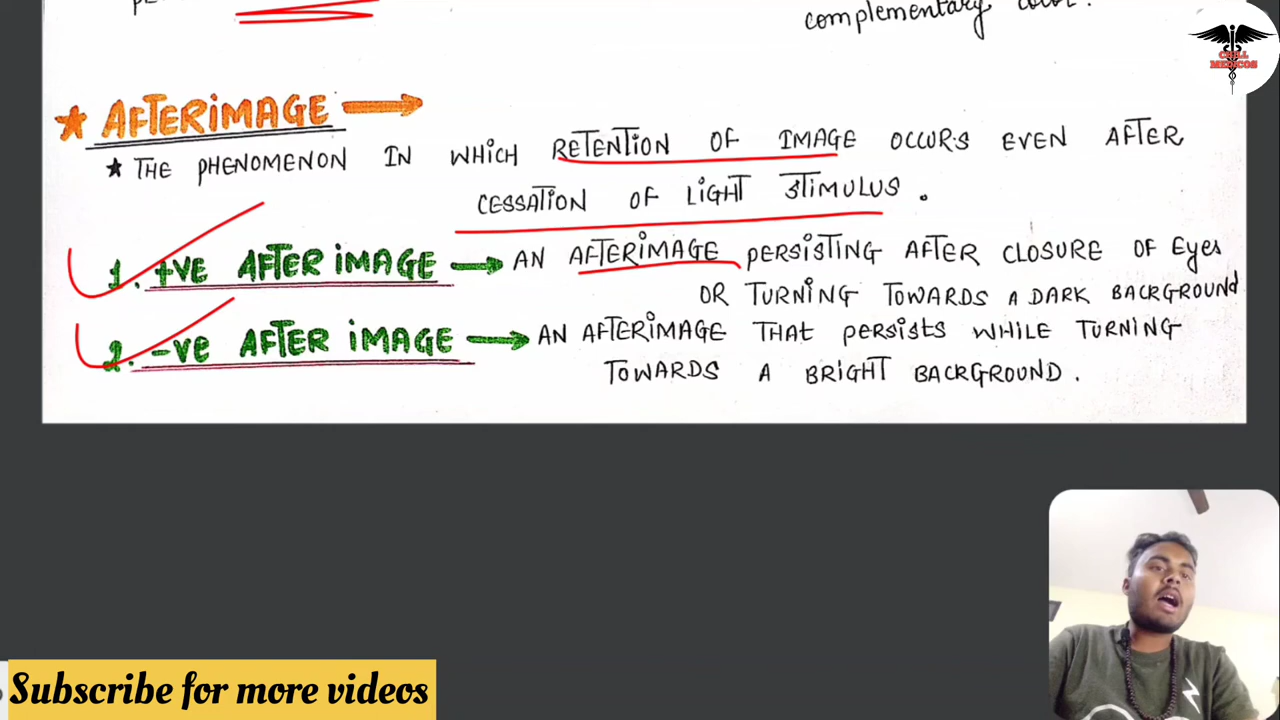 complementary
CHILL
MEDICOS
★ AFTERIMAGE →
★ THE PHENOMENON IN WHICH RETENTION OF IMAGE OCCURS EVEN AFTER
CESSATION OF LIGHT STIMULUS .
1. +VE AFTER IMAGE → AN AFTERIMAGE PERSISTING AFTER CLOSURE OF EYES
OR TURNING TOWARDS A DARK BACKGROUND
2. -VE AFTER IMAGE → AN AFTERIMAGE THAT PERSISTS WHILE TURNING
TOWARDS A BRIGHT BACKGROUND .
Subscribe for more videos